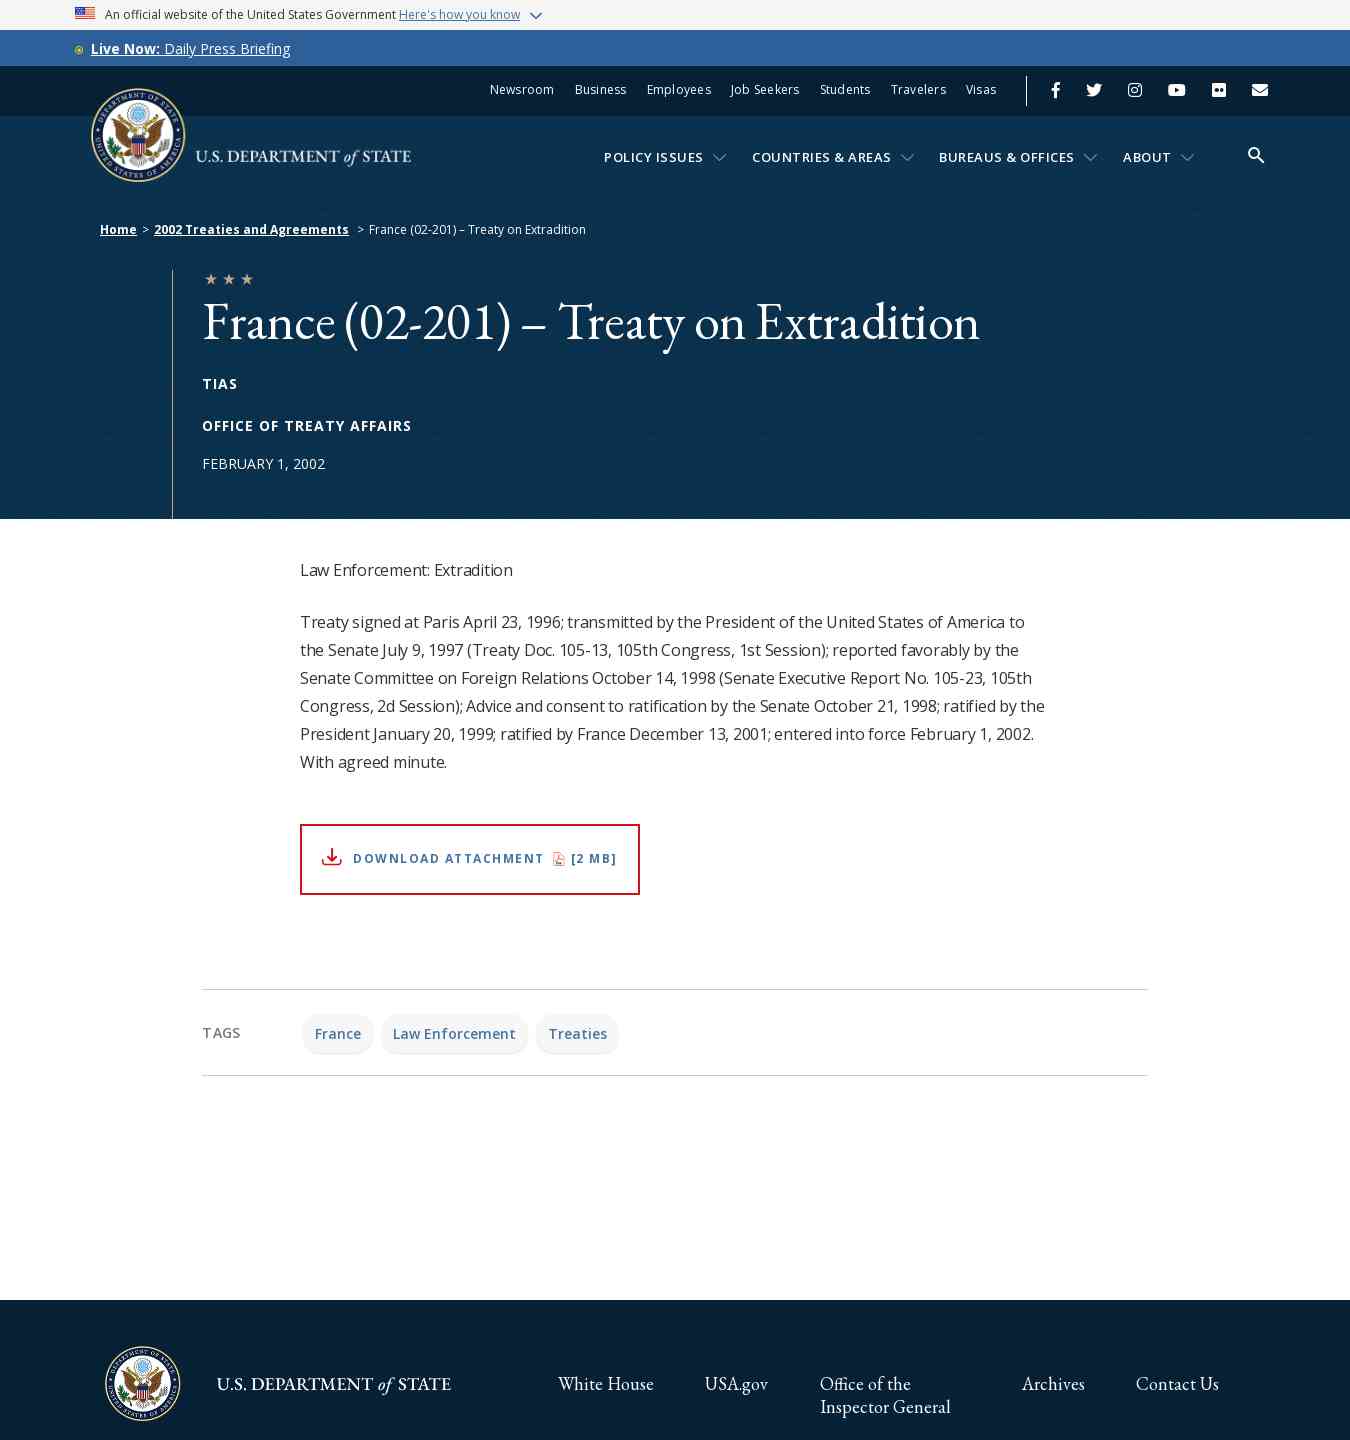 An official website of the United States Government Here's how you know
Live Now: Daily Press Briefing
Newsroom Business Employees Job Seekers Students Travelers Visas
U.S. DEPARTMENT of STATE
POLICY ISSUES COUNTRIES & AREAS BUREAUS & OFFICES ABOUT
Home > 2002 Treaties and Agreements > France (02-201) – Treaty on Extradition
France (02-201) – Treaty on Extradition
TIAS
OFFICE OF TREATY AFFAIRS
FEBRUARY 1, 2002
Law Enforcement: Extradition
Treaty signed at Paris April 23, 1996; transmitted by the President of the United States of America to
the Senate July 9, 1997 (Treaty Doc. 105-13, 105th Congress, 1st Session); reported favorably by the
Senate Committee on Foreign Relations October 14, 1998 (Senate Executive Report No. 105-23, 105th
Congress, 2d Session); Advice and consent to ratification by the Senate October 21, 1998; ratified by the
President January 20, 1999; ratified by France December 13, 2001; entered into force February 1, 2002.
With agreed minute.
DOWNLOAD ATTACHMENT [2 MB]
TAGS France Law Enforcement Treaties
DEPARTMENT OF STATE
UNITED STATES OF AMERICA
U.S. DEPARTMENT of STATE
White House USA.gov Office of the Archives Contact Us
Inspector General